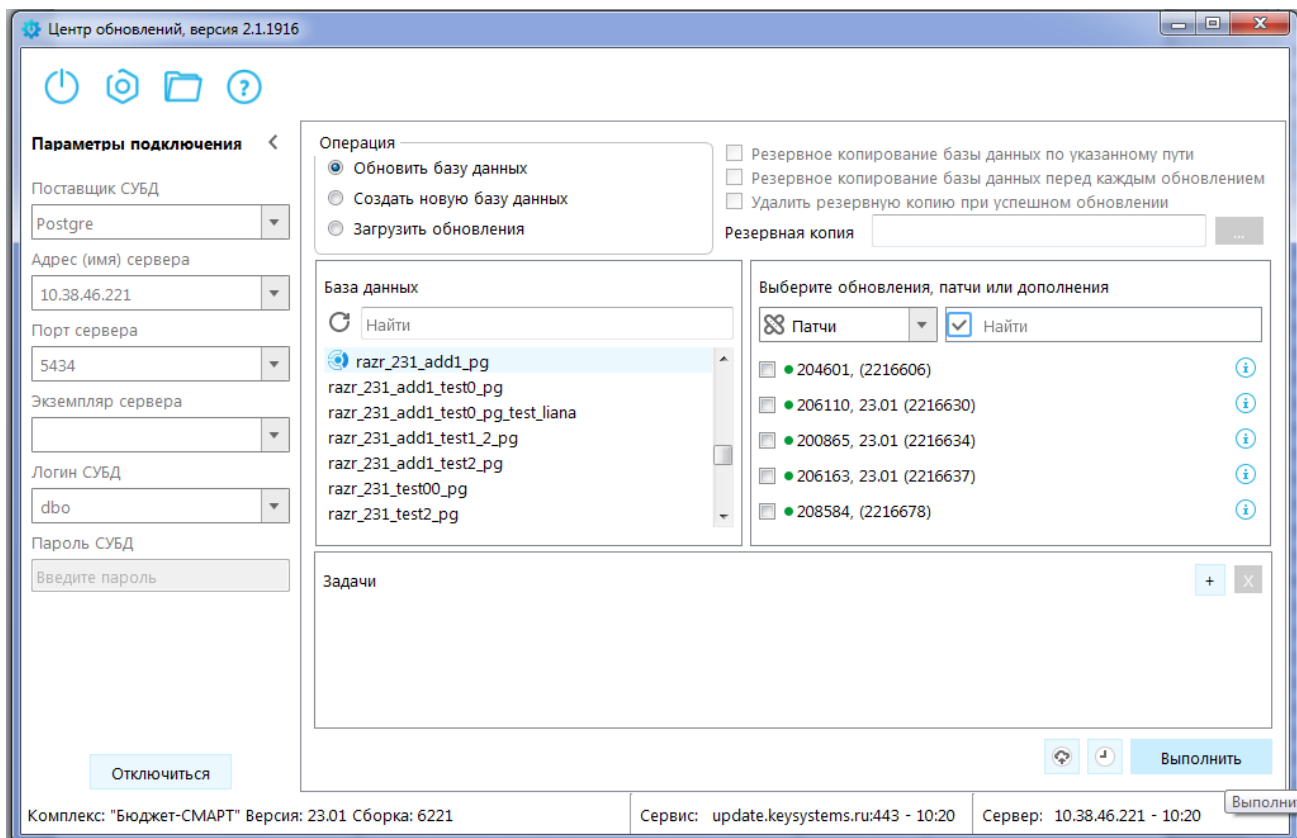 Центр обновлений, версия 2.1.1916
Параметры подключения
Поставщик СУБД
Postgre
Адрес (имя) сервера
10.38.46.221
Порт сервера
5434
Экземпляр сервера
Логин СУБД
dbo
Пароль СУБД
Введите пароль
Отключиться
Операция
Обновить базу данных
Создать новую базу данных
Загрузить обновления
Резервное копирование базы данных по указанному пути
Резервное копирование базы данных перед каждым обновлением
Удалить резервную копию при успешном обновлении
Резервная копия
...
База данных
Найти
razr_231_add1_pg
razr_231_add1_test0_pg
razr_231_add1_test0_pg_test_liana
razr_231_add1_test1_2_pg
razr_231_add1_test2_pg
razr_231_test00_pg
razr_231_test2_pg
Выберите обновления, патчи или дополнения
Патчи
Найти
204601, (2216606)
206110, 23.01 (2216630)
200865, 23.01 (2216634)
206163, 23.01 (2216637)
208584, (2216678)
Задачи
+ X
Выполнить
Выполни
Комплекс: "Бюджет-СМАРТ" Версия: 23.01 Сборка: 6221
Сервис: update.keysystems.ru:443 - 10:20
Сервер: 10.38.46.221 - 10:20